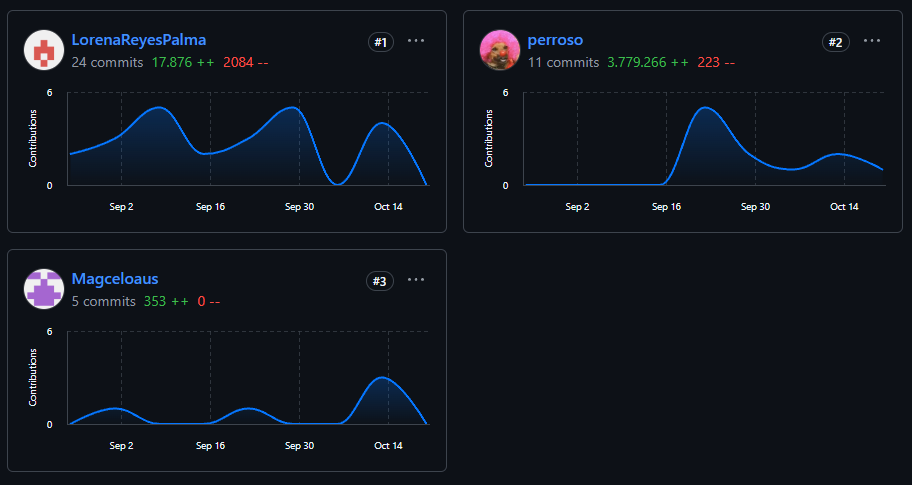 LorenaReyesPalma #1 ...
24 commits 17.876 ++ 2084 --
6
Contributions
0
Sep 2 Sep 16 Sep 30 Oct 14
perroso #2 ...
11 commits 3.779.266 ++ 223 --
6
Contributions
0
Sep 2 Sep 16 Sep 30 Oct 14
Magceloaus #3 ...
5 commits 353 ++ 0 --
6
Contributions
0
Sep 2 Sep 16 Sep 30 Oct 14